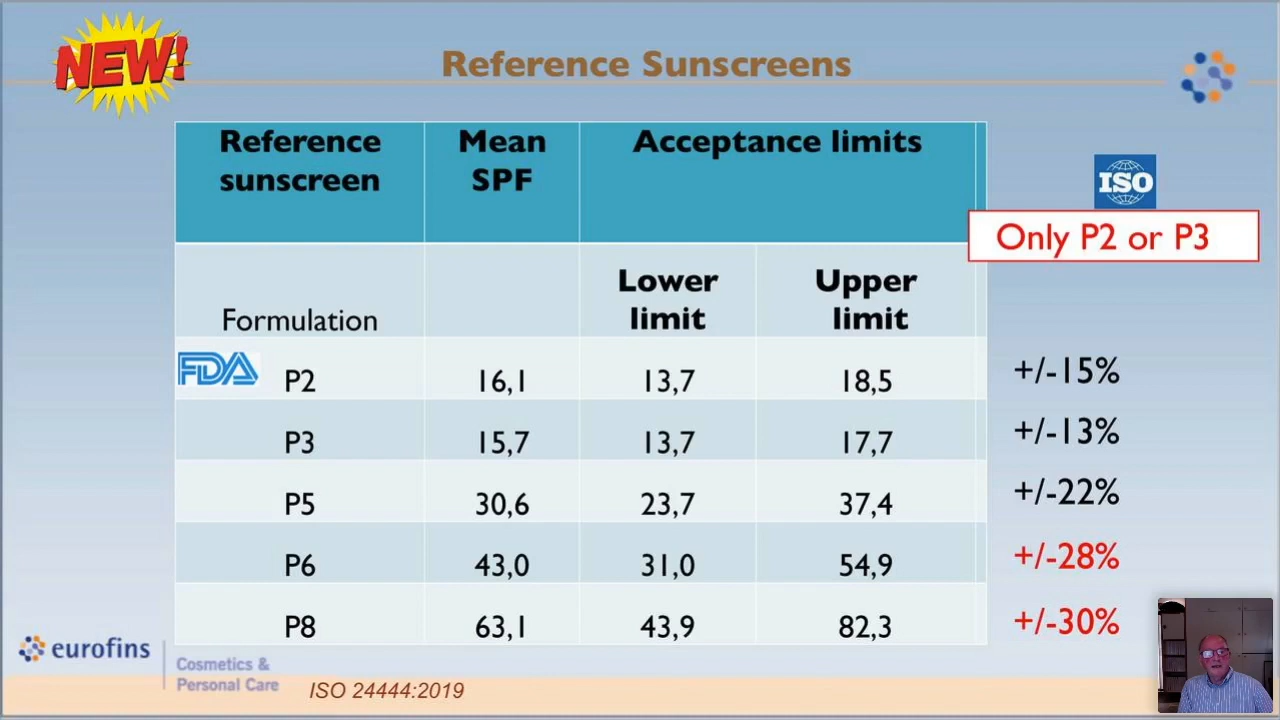 NEW!
Reference Sunscreens
Reference sunscreen Mean SPF Acceptance limits
ISO
Only P2 or P3
Formulation Lower limit Upper limit
FDA P2 16,1 13,7 18,5 +/-15%
P3 15,7 13,7 17,7 +/-13%
P5 30,6 23,7 37,4 +/-22%
P6 43,0 31,0 54,9 +/-28%
P8 63,1 43,9 82,3 +/-30%
eurofins
Cosmetics &
Personal Care
ISO 24444:2019